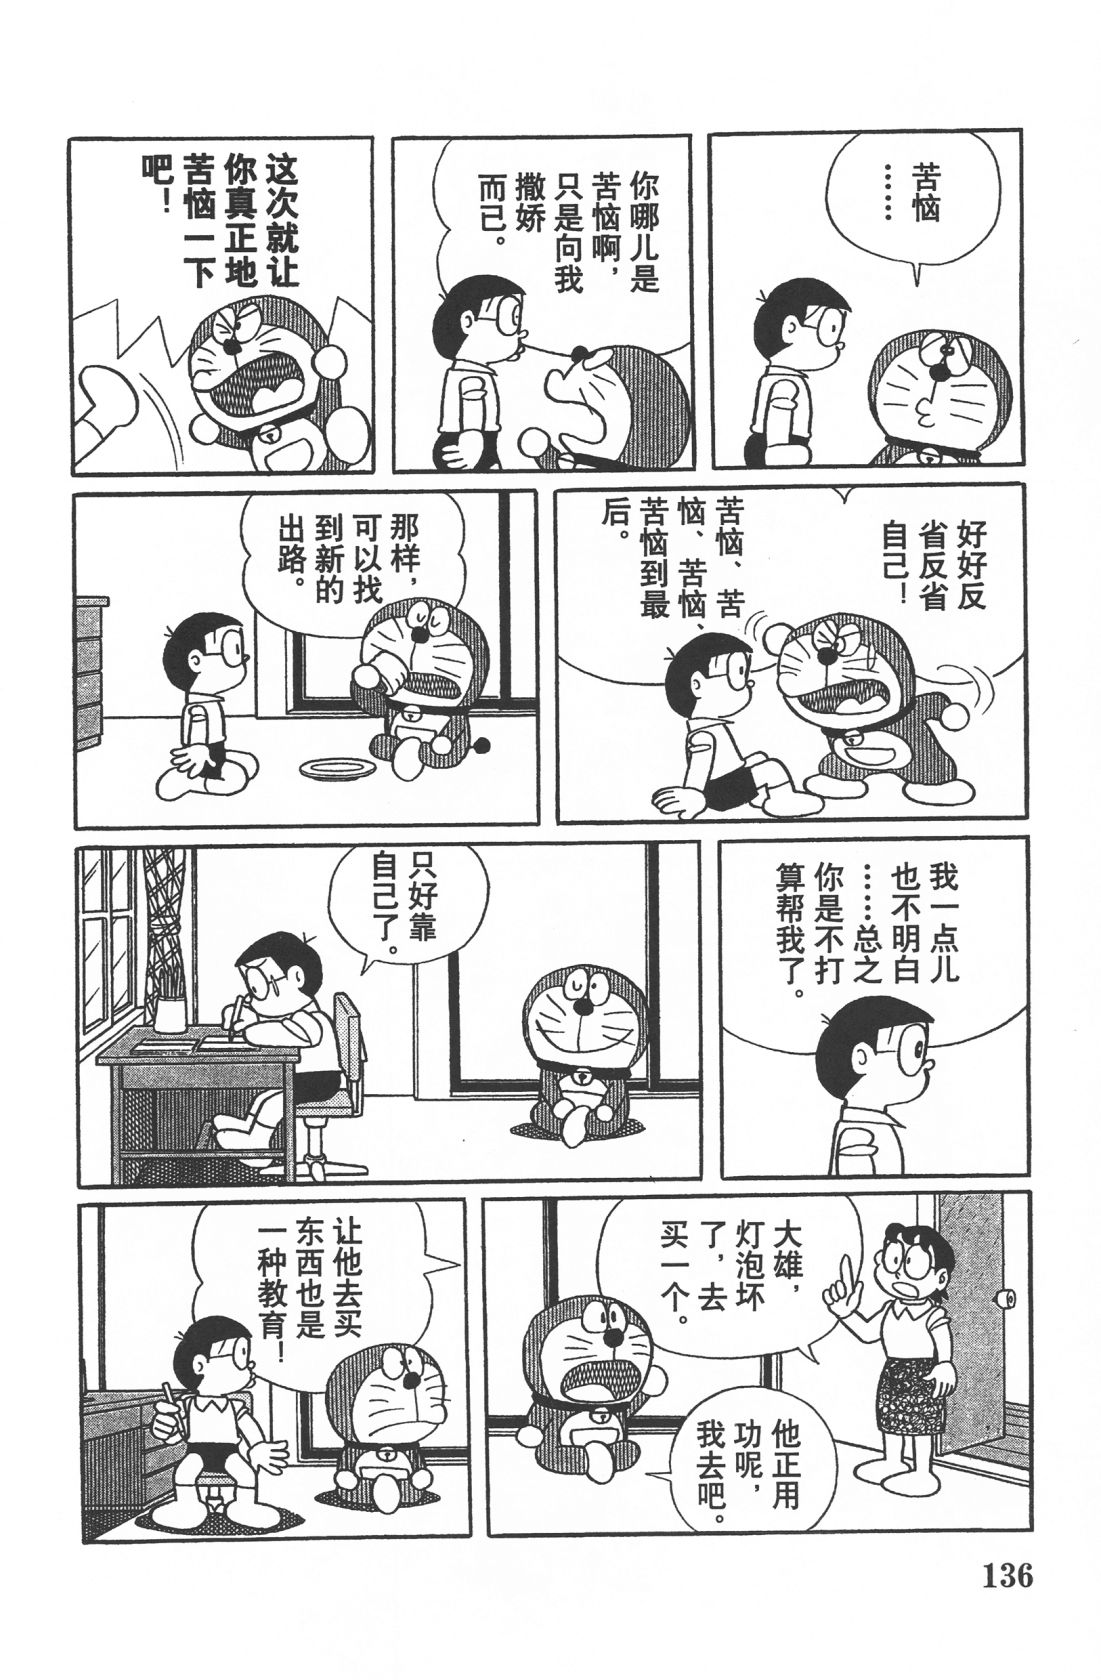 苦恼
……
你哪儿是
苦恼啊，
只是向我
撒娇
而已。
这次就让
你真正地
苦恼一下
吧！
好好反
省反省
自己！
苦恼、苦
恼、苦恼、
苦恼到最
后。
那样，
可以找
到新的
出路。
我一点儿
也不明白
……总之
你是不打
算帮我了。
只好靠
自己了。
大雄，
灯泡坏
了，去
买一个。
他正用
功呢，
我去吧。
让他去买
东西也是
一种教育！
136